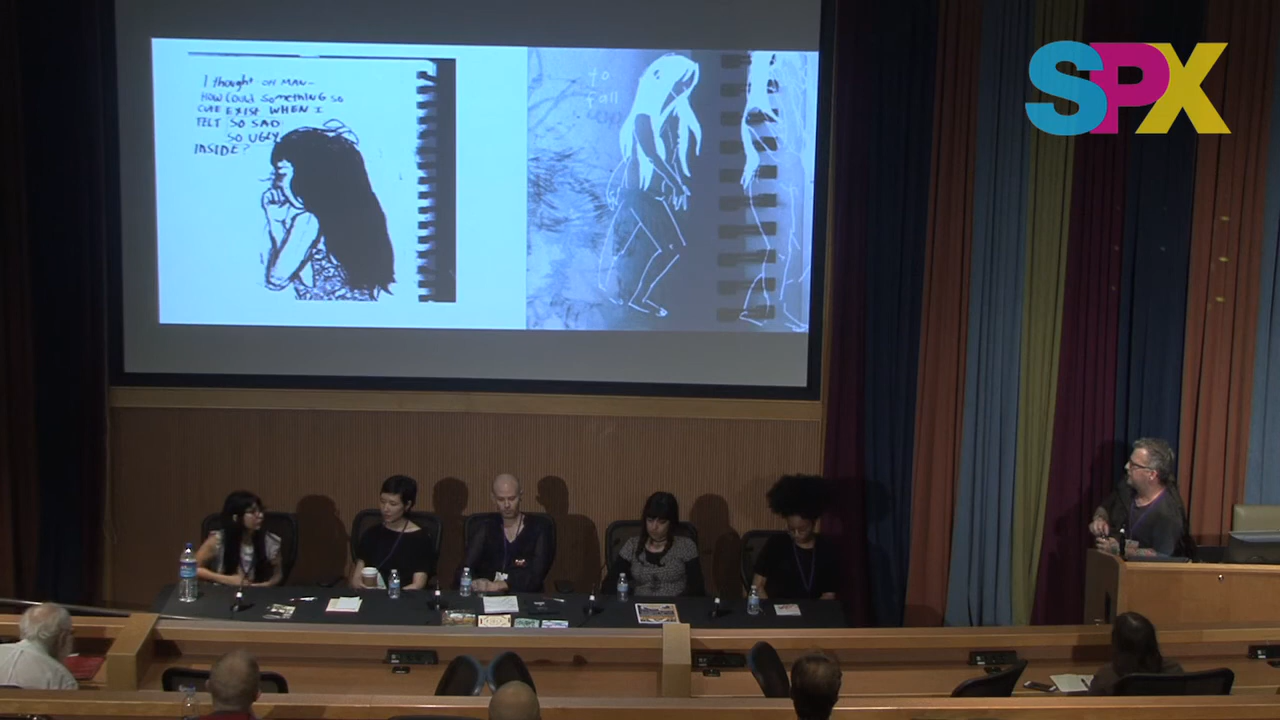 I thought - OH MAN -
HOW COULD SOMETHING SO
CUTE EXIST WHEN I
FELT SO SAD
SO UGLY
INSIDE?
to
fall
SPX